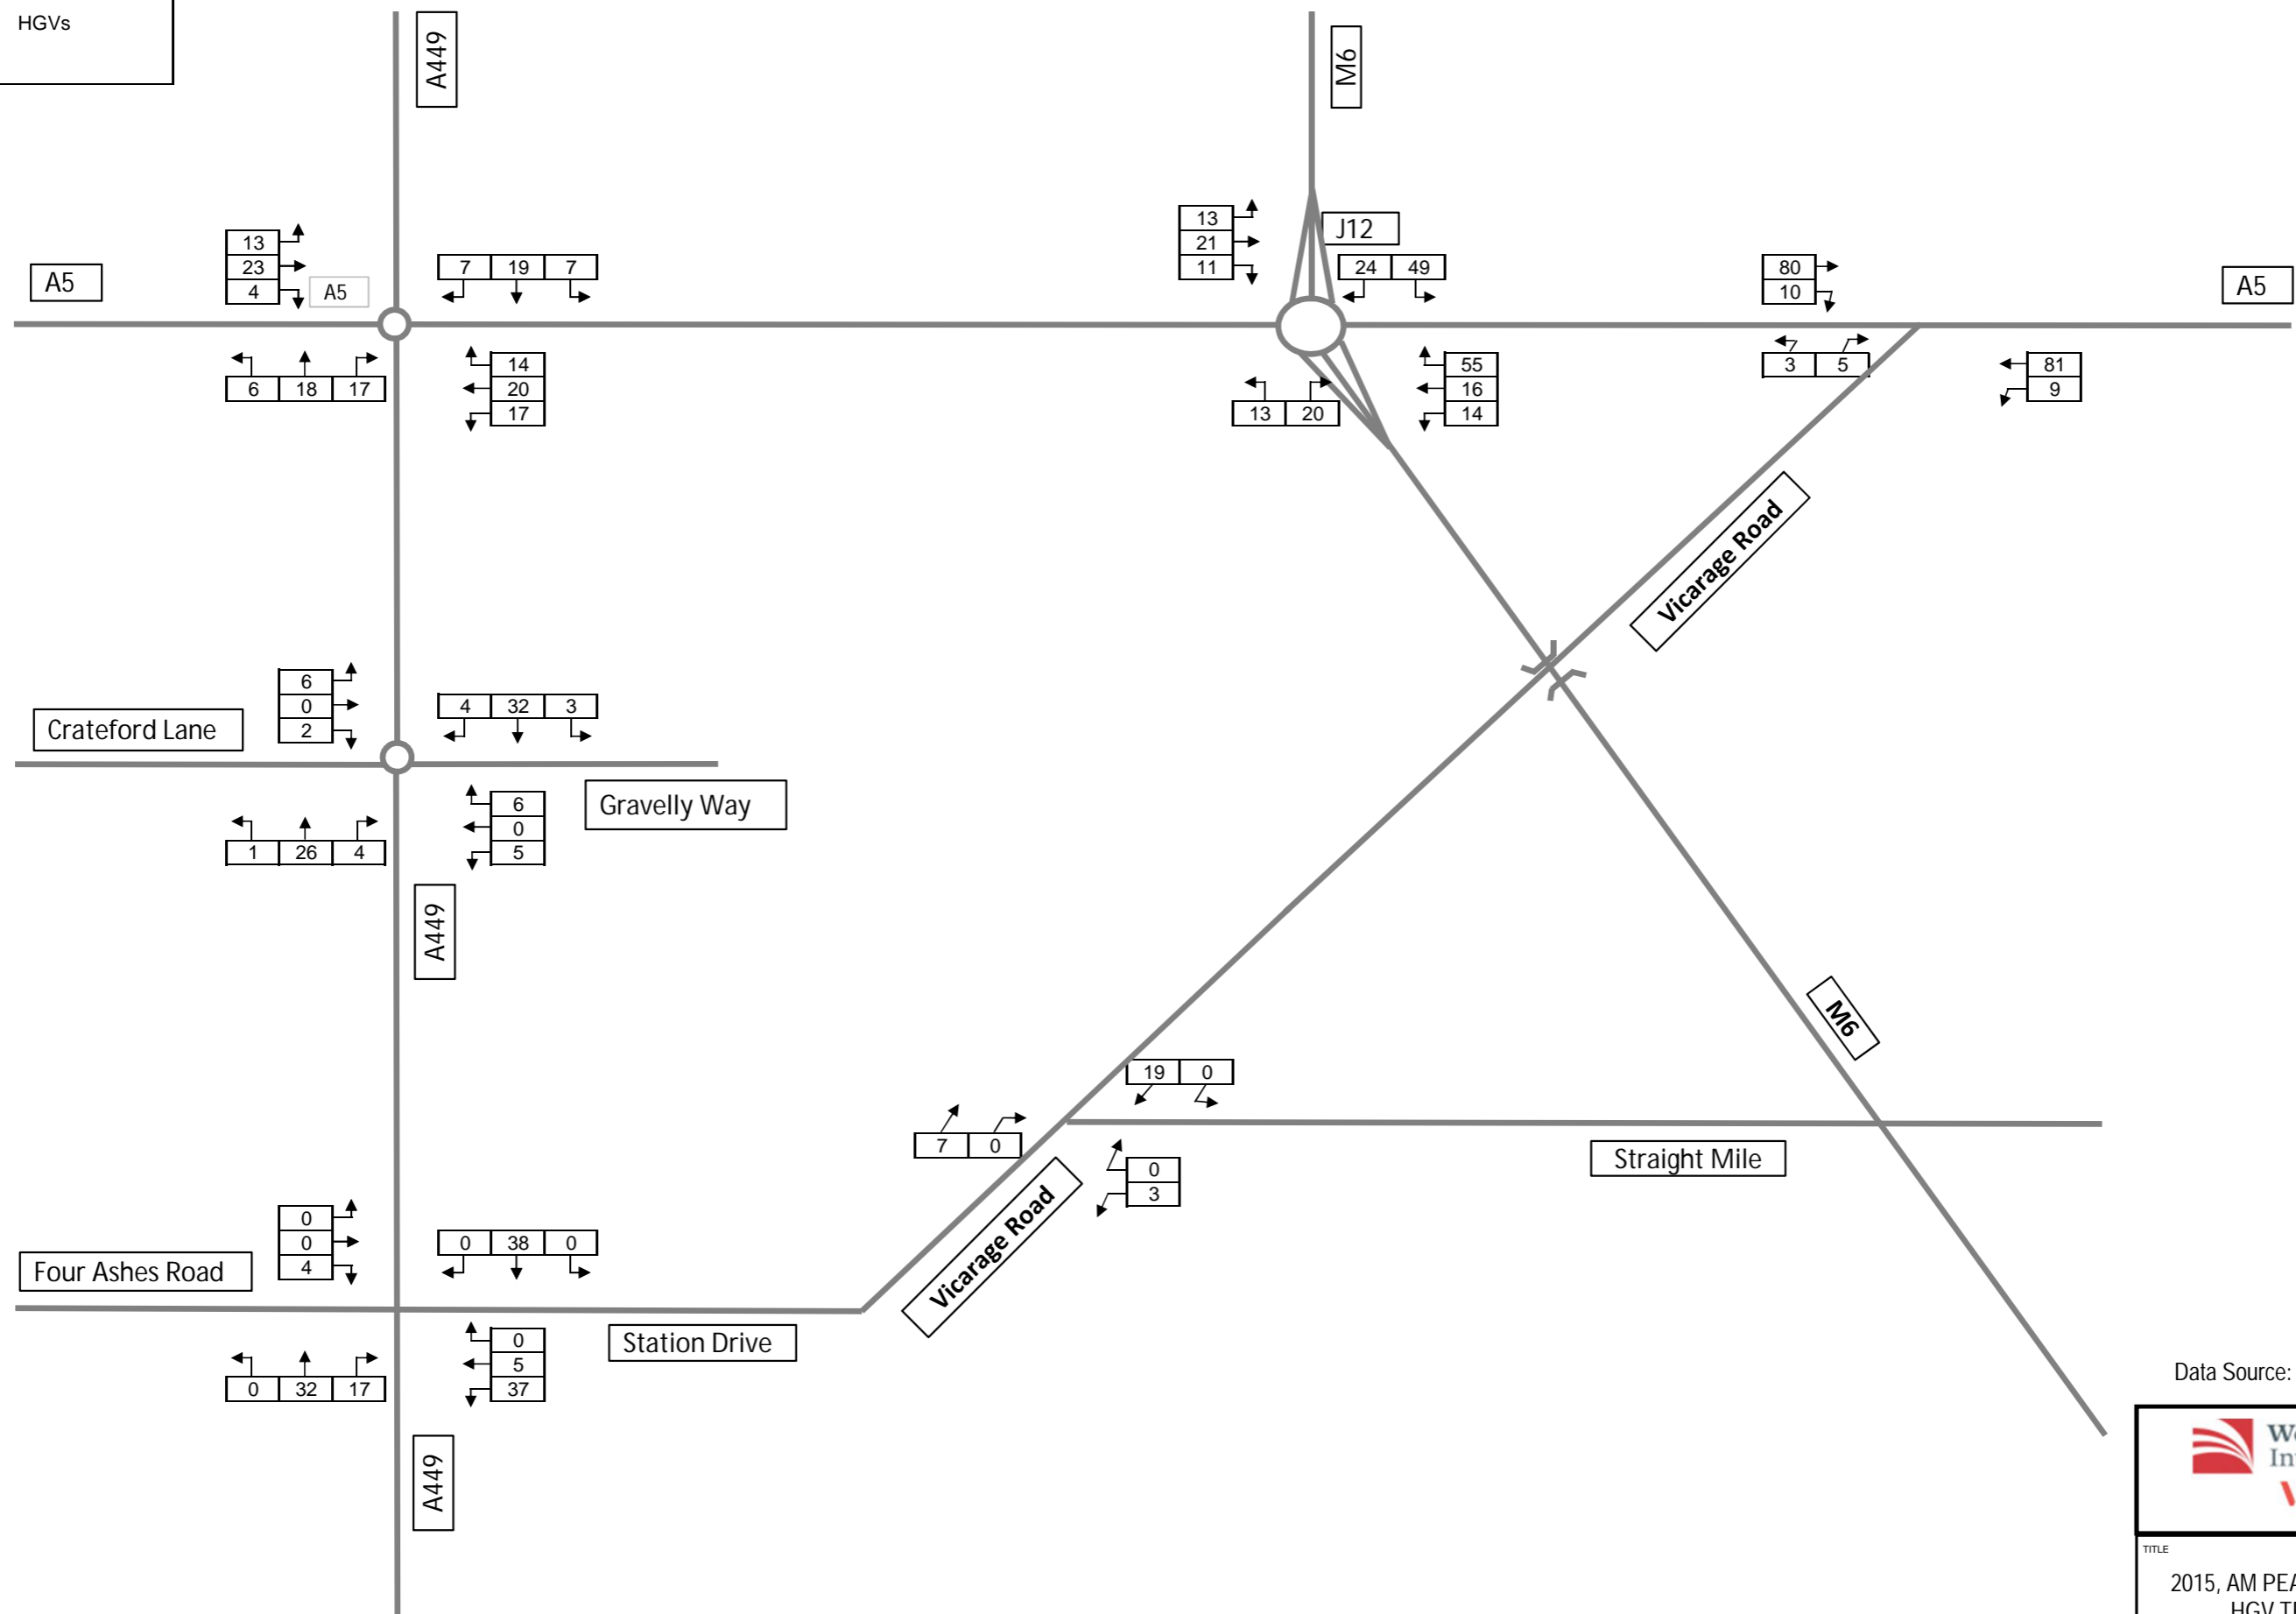 HGVs
A449
M6
13
21
11
J12
13
23
4
A5
7 19 7
24 49
80
10
A5
A5
6 18 17
14
20
17
13 20
55
16
14
3 5
81
9
Vicarage Road
6
0
2
4 32 3
Crateford Lane
Gravelly Way
1 26 4
6
0
5
A449
M6
19 0
7 0
0
3
Straight Mile
Vicarage Road
0
0
4
0 38 0
Four Ashes Road
Station Drive
0 32 17
0
5
37
A449
Data Source:
TITLE
2015, AM PEA